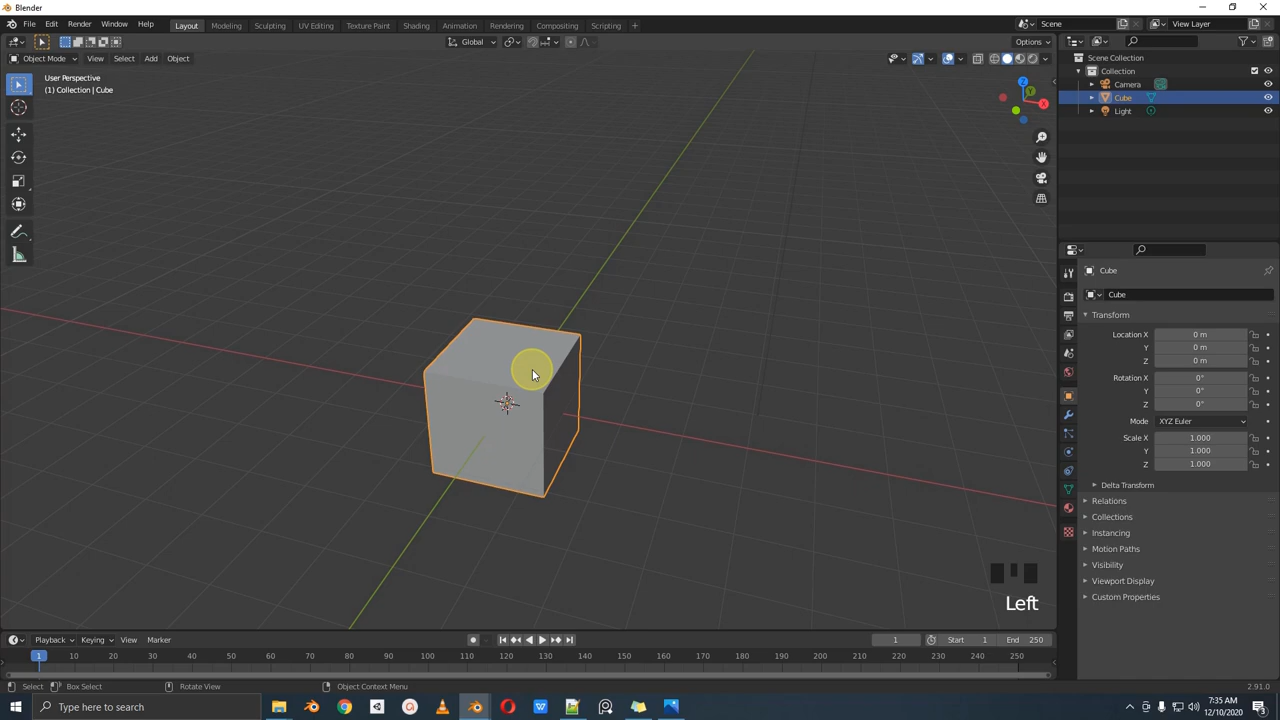 Blender
File Edit Render Window Help Layout Modeling Sculpting UV Editing Texture Paint Shading Animation Rendering Compositing Scripting + Scene View Layer
Global Options
Object Mode View Select Add Object
User Perspective
(1) Collection | Cube
Z
Y
X
Left
Scene Collection
Collection
Camera
Cube
Light
Cube
Cube
Transform
Location X 0 m
Y 0 m
Z 0 m
Rotation X 0°
Y 0°
Z 0°
Mode XYZ Euler
Scale X 1.000
Y 1.000
Z 1.000
Delta Transform
Relations
Collections
Instancing
Motion Paths
Visibility
Viewport Display
Custom Properties
Playback Keying View Marker 1 Start 1 End 250
1 10 20 30 40 50 60 70 80 90 100 110 120 130 140 150 160 170 180 190 200 210 220 230 240 250
Select Box Select Rotate View Object Context Menu 2.91.0
Type here to search 7:35 AM
12/10/2020